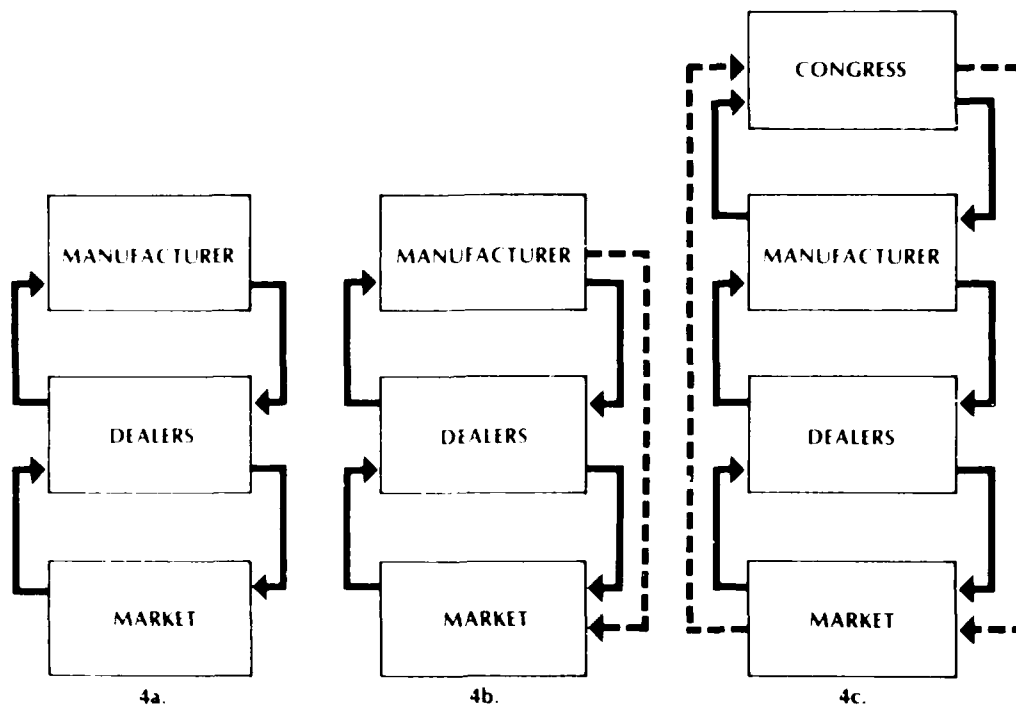 CONGRESS
MANUFACTURER
MANUFACTURER
MANUFACTURER
DEALERS
DEALERS
DEALERS
MARKET
MARKET
MARKET
4a.
4b.
4c.